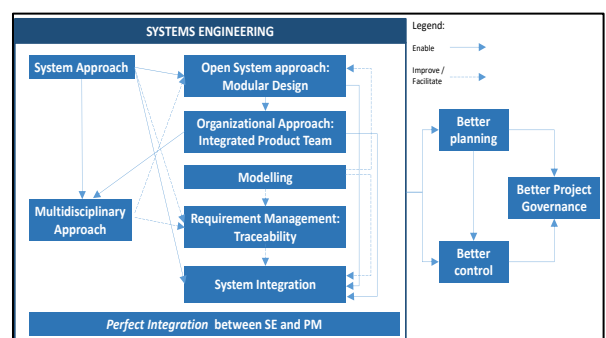 SYSTEMS ENGINEERING
System Approach
Open System approach:
Modular Design
Organizational Approach:
Integrated Product Team
Modelling
Multidisciplinary
Approach
Requirement Management:
Traceability
System Integration
Perfect Integration between SE and PM
Legend:
Enable
Improve /
Facilitate
Better
planning
Better Project
Governance
Better
control